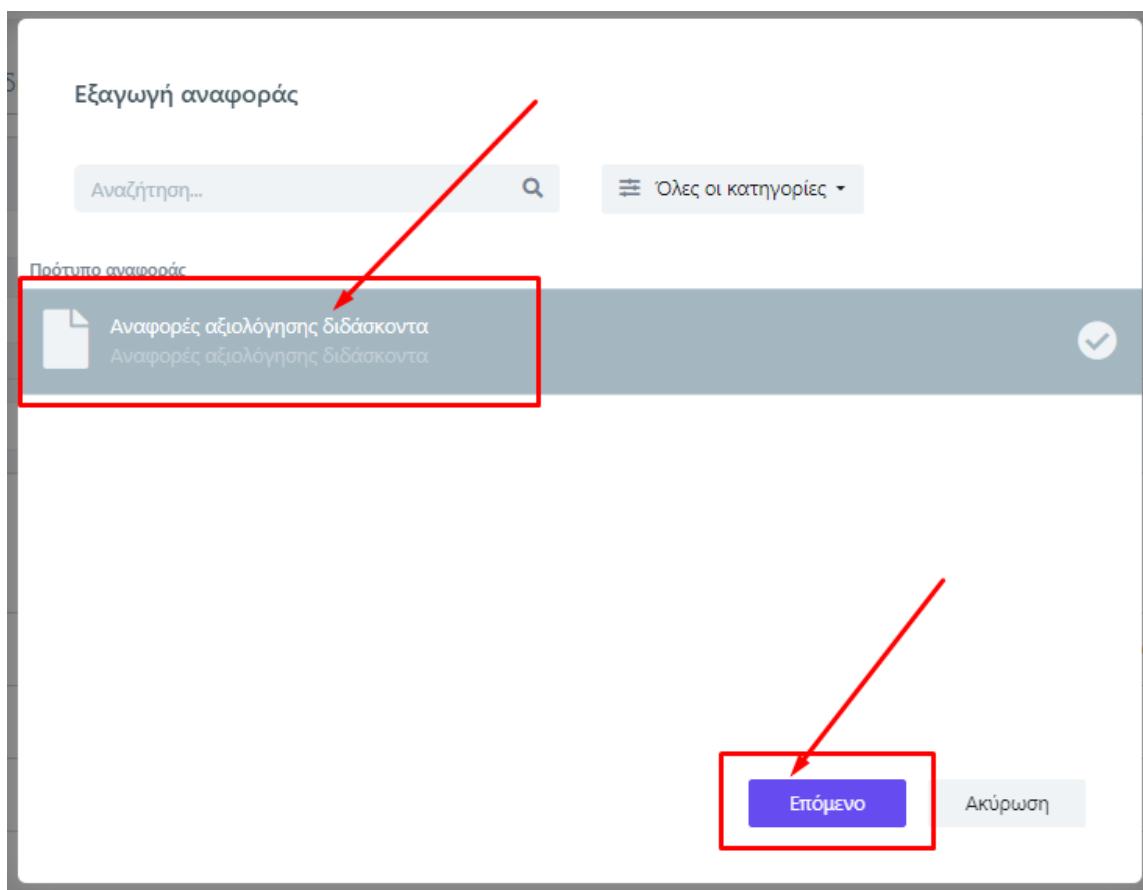 Εξαγωγή αναφοράς
Αναζήτηση...
Όλες οι κατηγορίες
Πρότυπο αναφοράς
Αναφορές αξιολόγησης διδάσκοντα
Αναφορές αξιολόγησης διδάσκοντα
Επόμενο
Ακύρωση